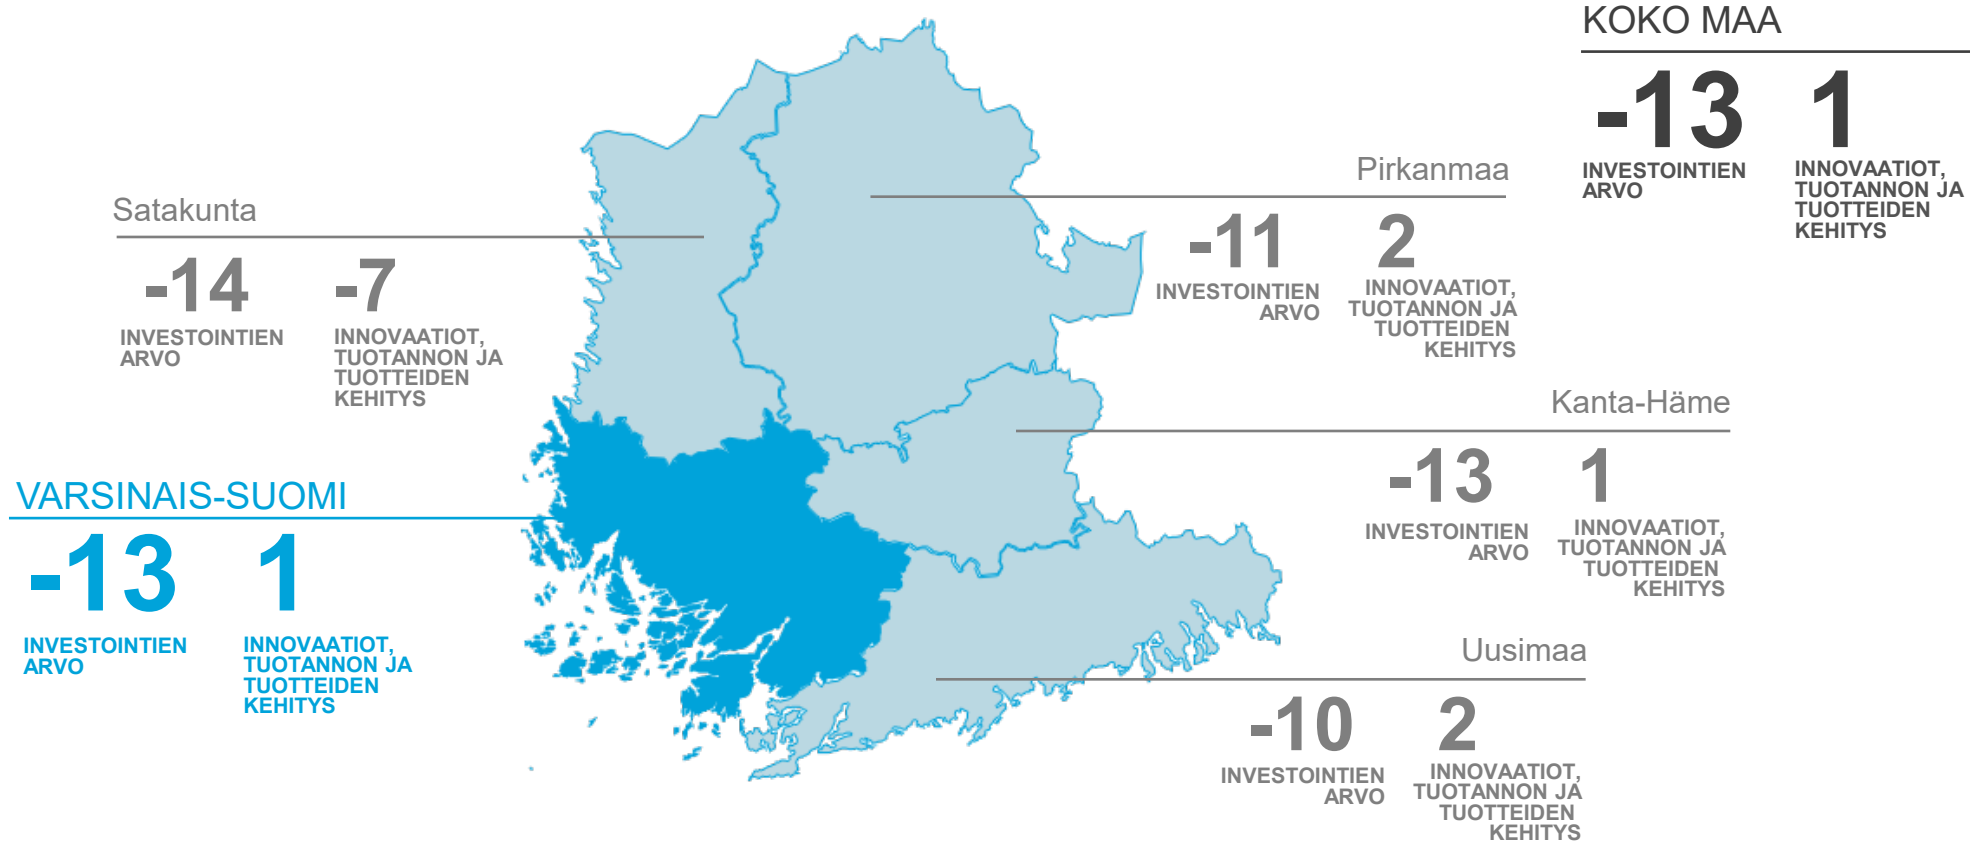 KOKO MAA
-13
1
INVESTOINTIEN
ARVO
INNOVAATIOT,
TUOTANNON JA
TUOTTEIDEN
KEHITYS
Pirkanmaa
-11
2
INVESTOINTIEN
ARVO
INNOVAATIOT,
TUOTANNON JA
TUOTTEIDEN
KEHITYS
Satakunta
-14
-7
INVESTOINTIEN
ARVO
INNOVAATIOT,
TUOTANNON JA
TUOTTEIDEN
KEHITYS
Kanta-Häme
-13
1
INVESTOINTIEN
ARVO
INNOVAATIOT,
TUOTANNON JA
TUOTTEIDEN
KEHITYS
VARSINAIS-SUOMI
-13
1
INVESTOINTIEN
ARVO
INNOVAATIOT,
TUOTANNON JA
TUOTTEIDEN
KEHITYS
Uusimaa
-10
2
INVESTOINTIEN
ARVO
INNOVAATIOT,
TUOTANNON JA
TUOTTEIDEN
KEHITYS